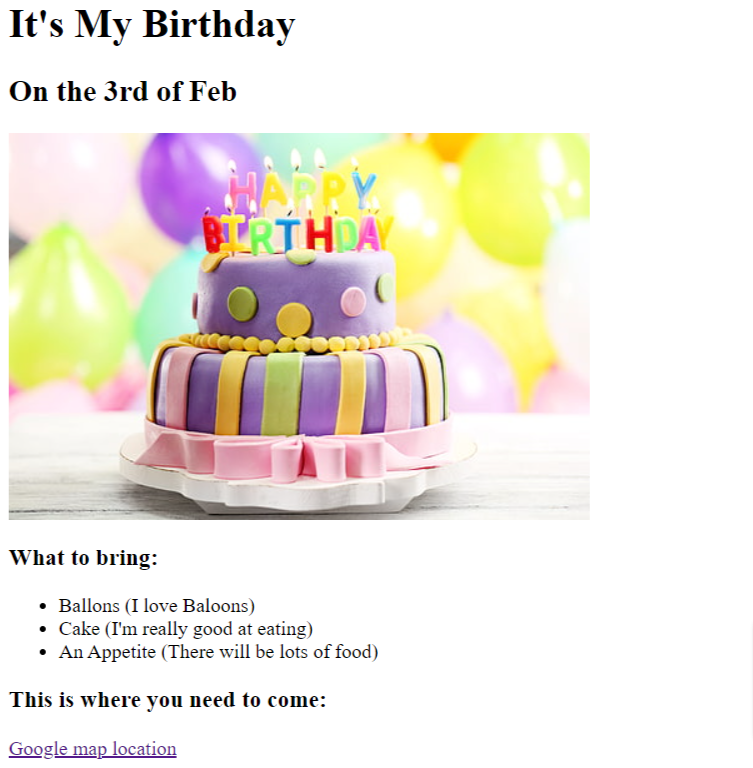 It's My Birthday
On the 3rd of Feb
HAPPY
BIRTHDAY
What to bring:
Ballons (I love Baloons)
Cake (I'm really good at eating)
An Appetite (There will be lots of food)
This is where you need to come:
Google map location